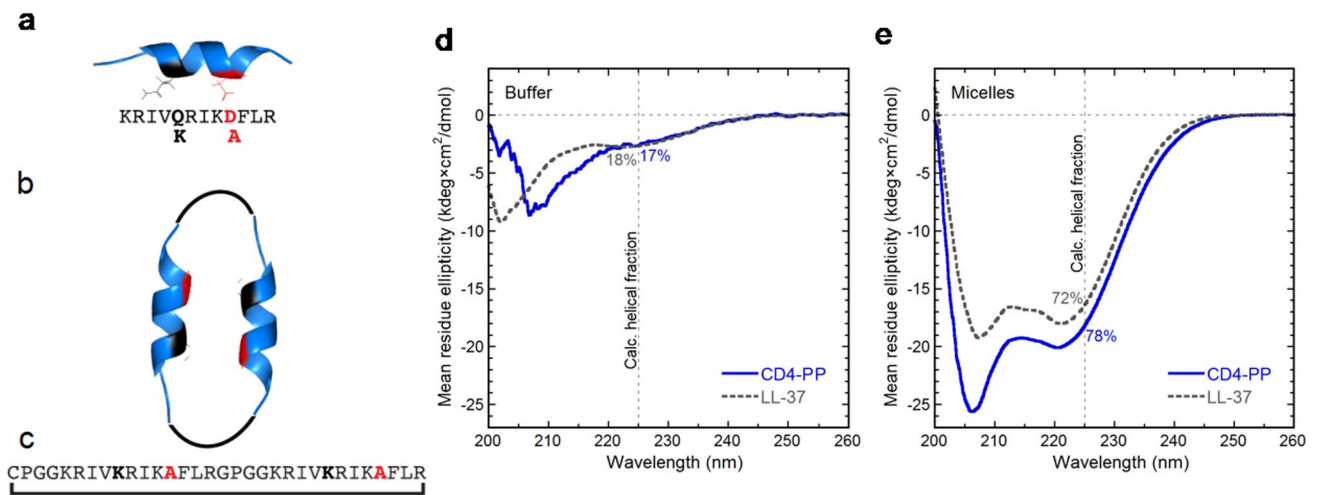 a
KRIVQRIKDFLR
K A
b
c
CPGGKRIVKRIKAFLRGPGGKRIVKRIKAFLR
d
Mean residue ellipticity (kdeg×cm²/dmol)
0
-5
-10
-15
-20
-25
Buffer
18% 17%
Calc. helical fraction
CD4-PP
LL-37
200 210 220 230 240 250 260
Wavelength (nm)
e
Mean residue ellipticity (kdeg×cm²/dmol)
0
-5
-10
-15
-20
-25
Micelles
Calc. helical fraction
72%
78%
CD4-PP
LL-37
200 210 220 230 240 250 260
Wavelength (nm)